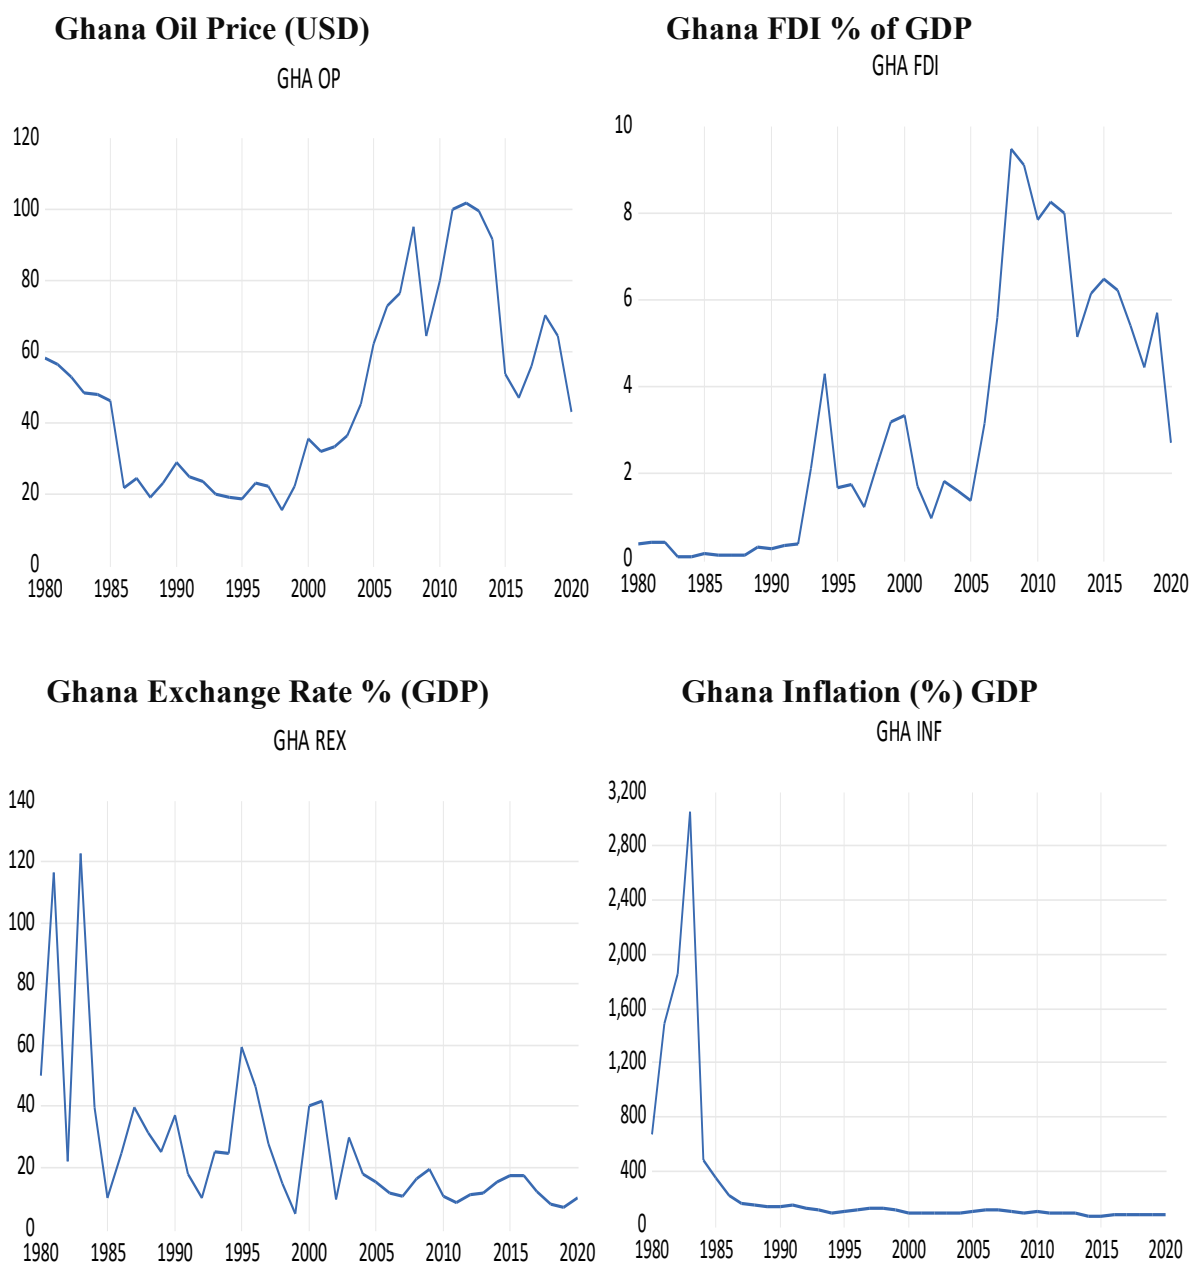 Ghana Oil Price (USD)
GHA OP
120
100
80
60
40
20
0
1980 1985 1990 1995 2000 2005 2010 2015 2020
Ghana FDI % of GDP
GHA FDI
10
8
6
4
2
0
1980 1985 1990 1995 2000 2005 2010 2015 2020
Ghana Exchange Rate % (GDP)
GHA REX
140
120
100
80
60
40
20
0
1980 1985 1990 1995 2000 2005 2010 2015 2020
Ghana Inflation (%) GDP
GHA INF
3,200
2,800
2,400
2,000
1,600
1,200
800
400
0
1980 1985 1990 1995 2000 2005 2010 2015 2020